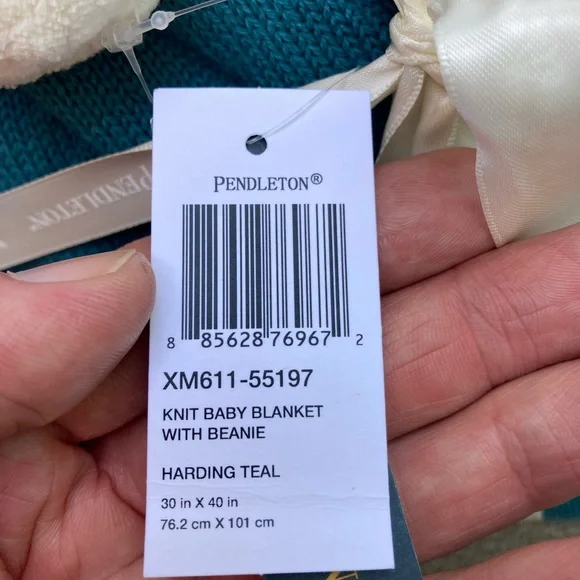 PENDLETON®
PENDLETON®
8 85628 76967 2
XM611-55197
KNIT BABY BLANKET
WITH BEANIE
HARDING TEAL
30 in X 40 in
76.2 cm X 101 cm